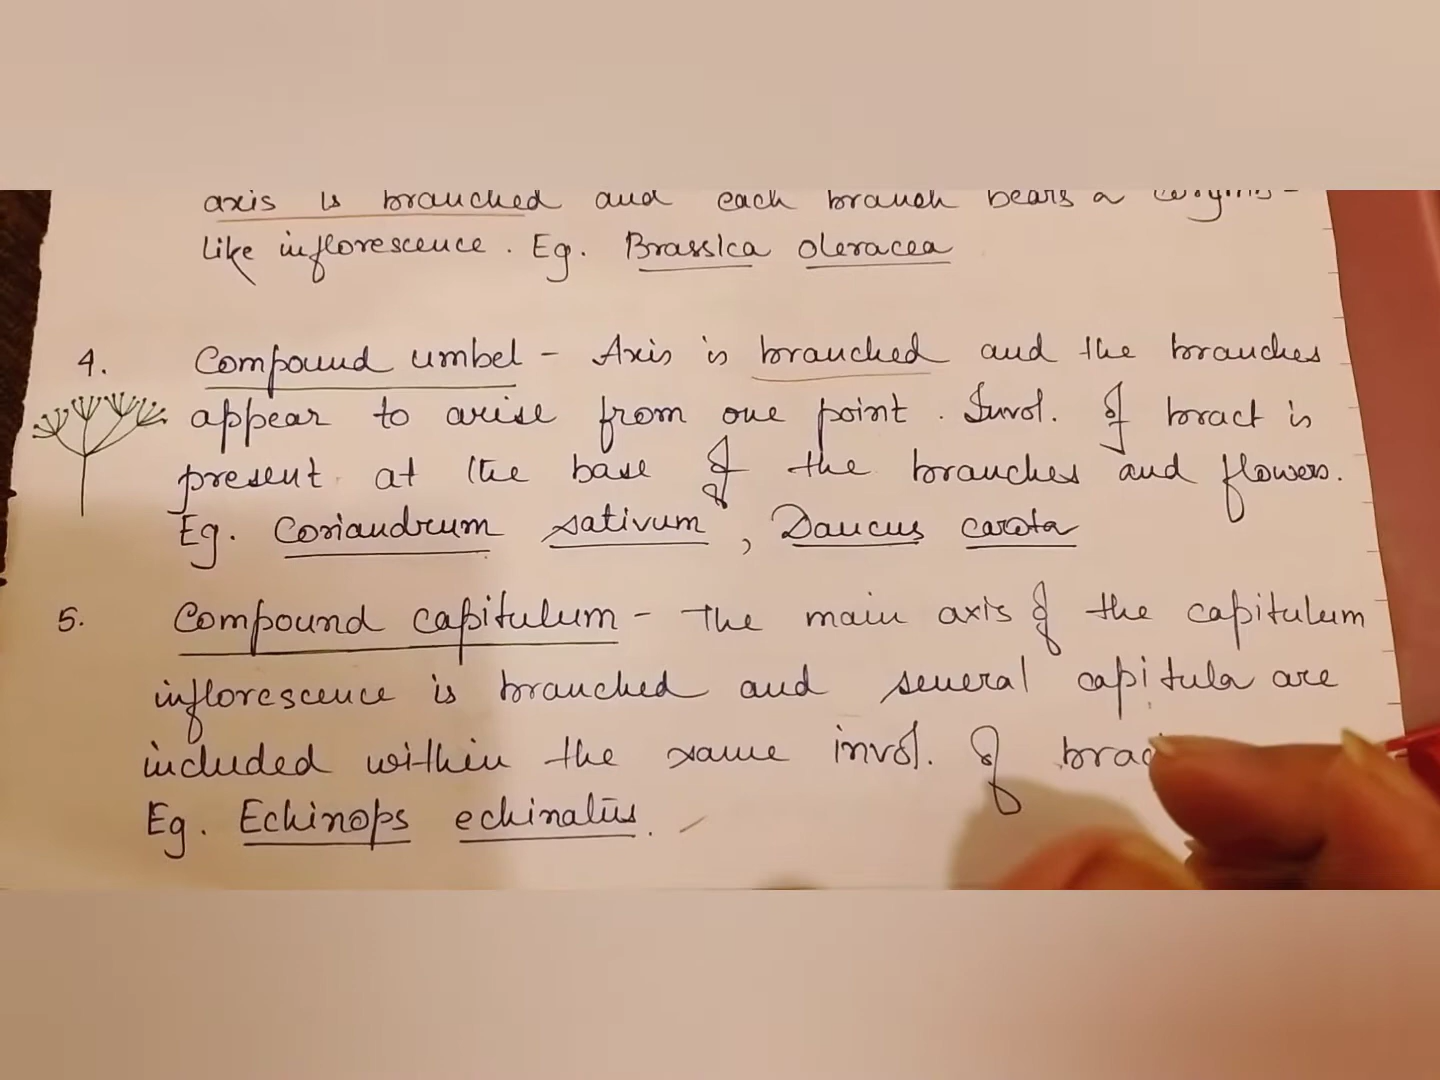 axis is branched and each branch bears a
like inflorescence. Eg. Brassica oleracea
4. Compound umbel - Axis is branched and the branches
appear to arise from one point. Invol. of bract is
present at the base of the branches and flowers.
Eg. Coriandrum sativum, Daucus carota
5. Compound capitulum - The main axis of the capitulum
inflorescence is branched and several capitula are
included within the same invol. of
Eg. Echinops echinatus.